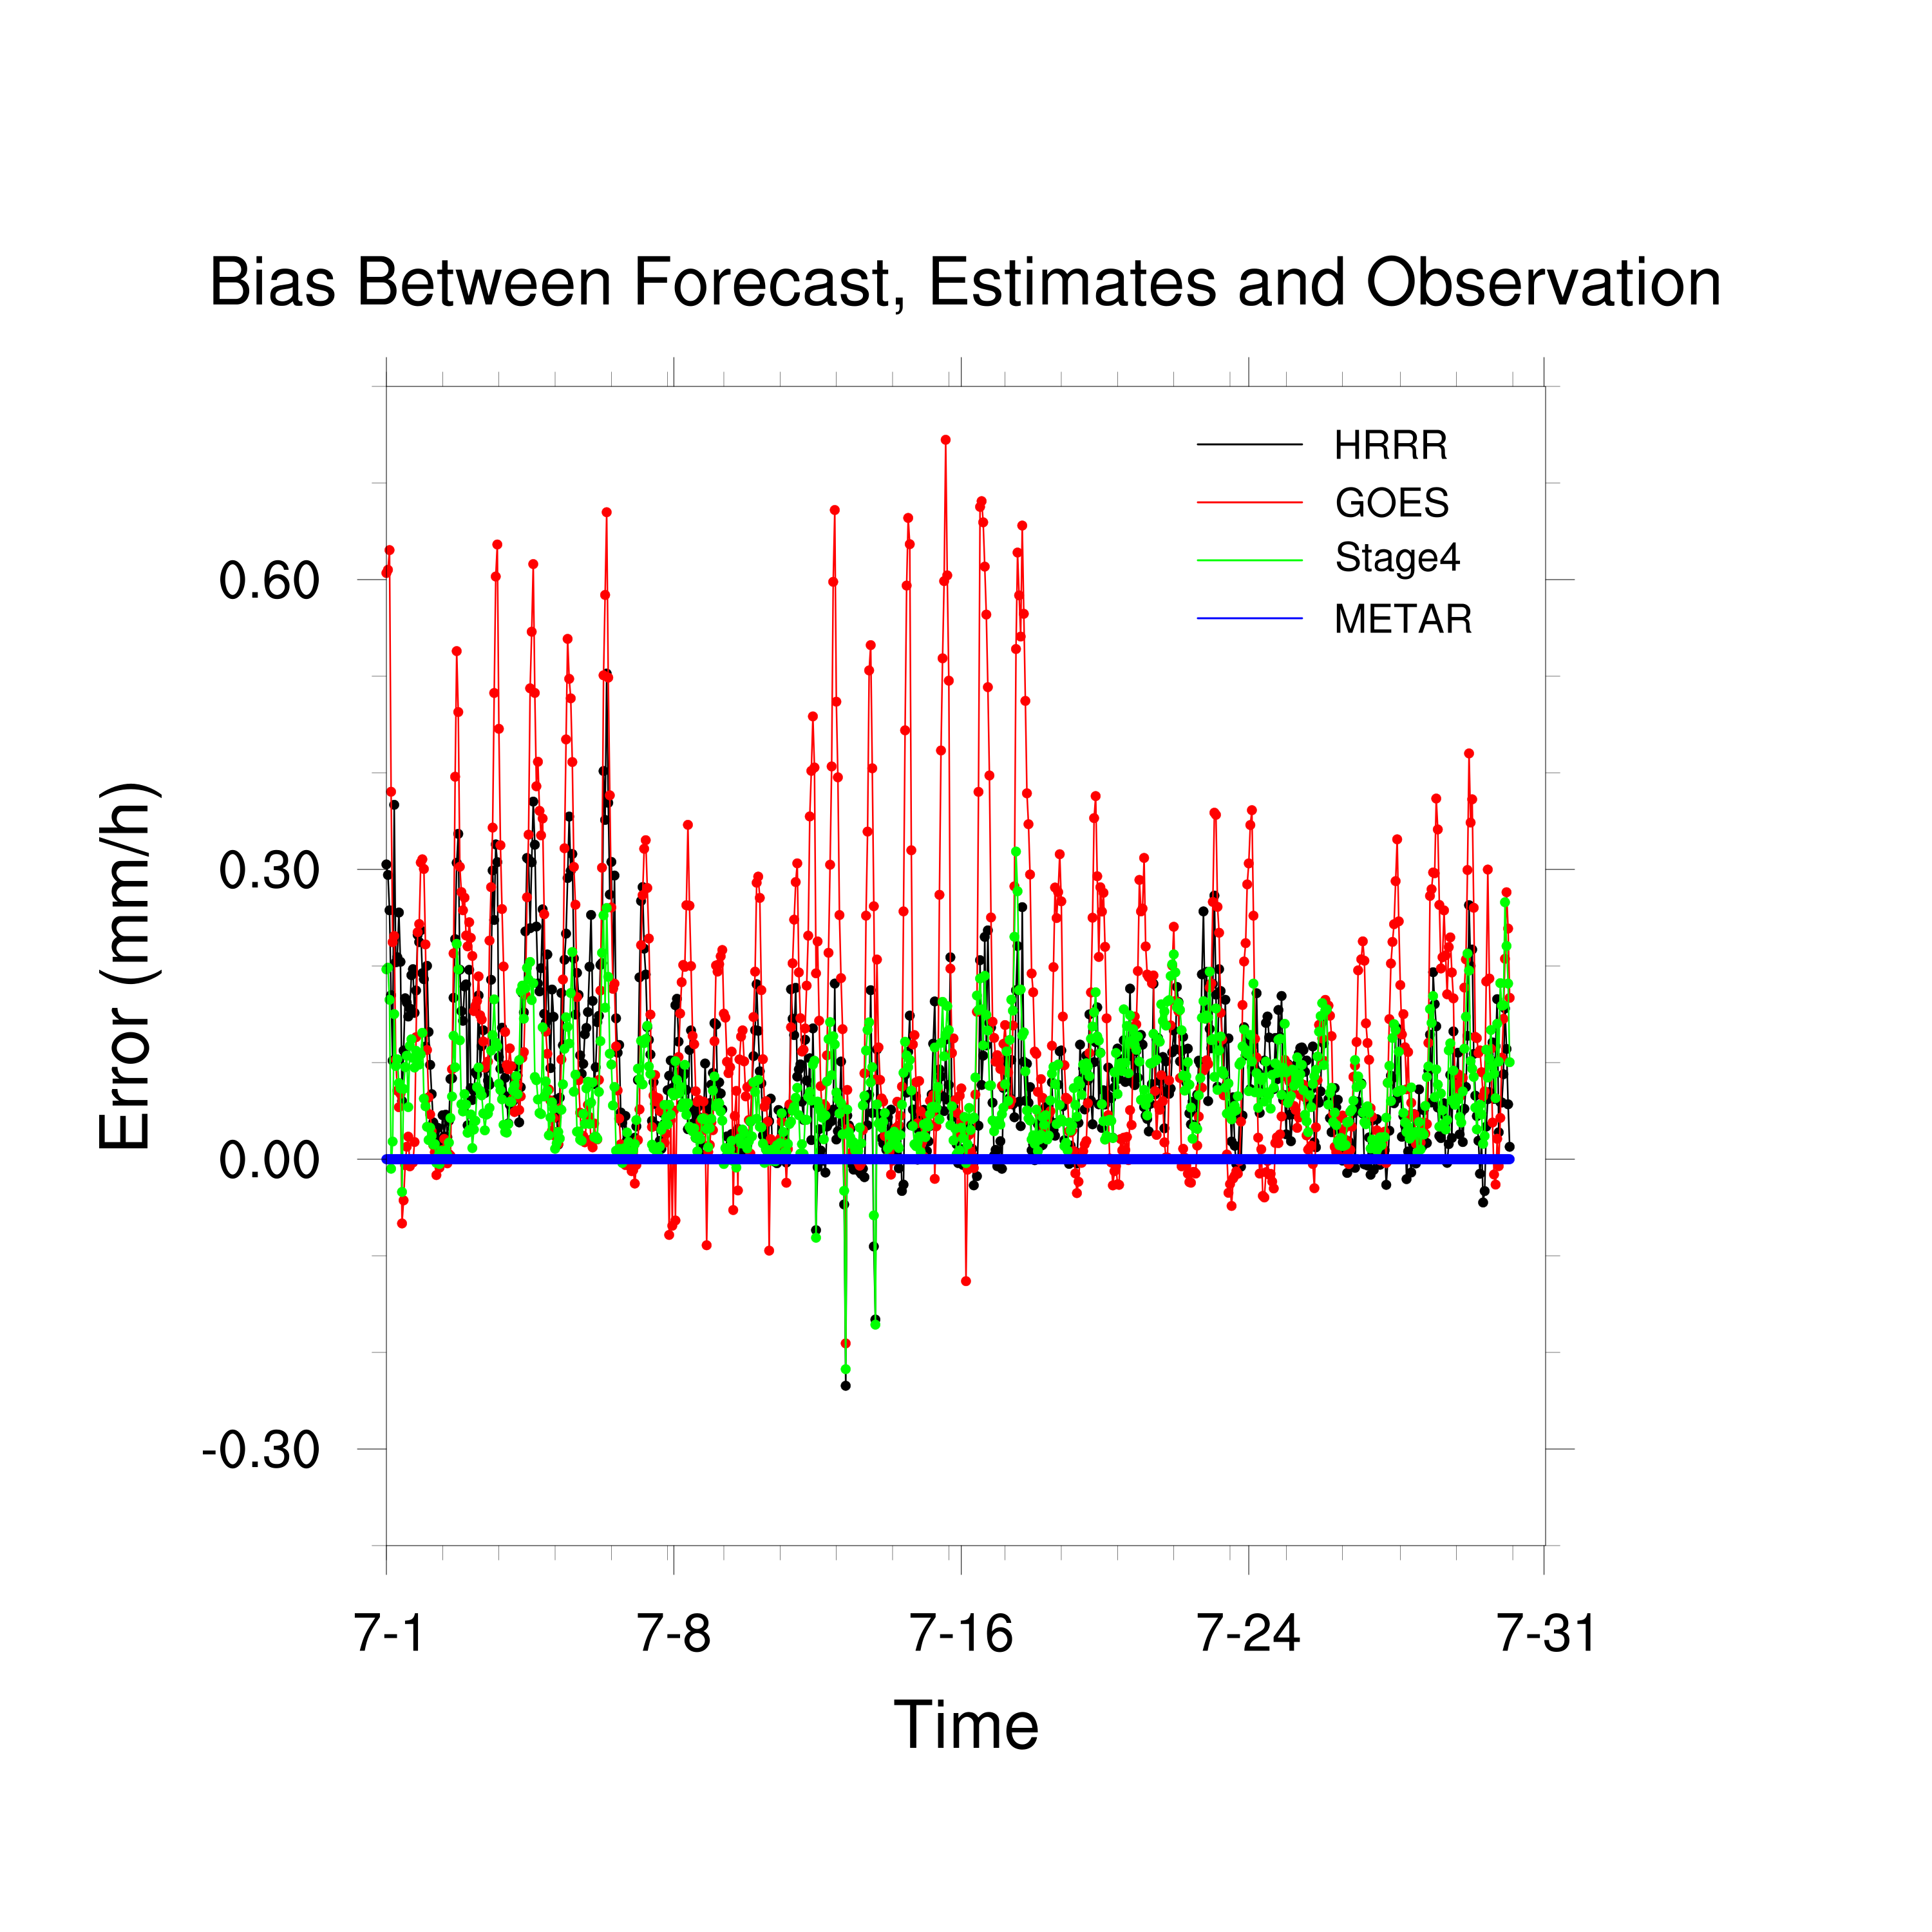 Bias Between Forecast, Estimates and Observation
HRRR
GOES
Stage4
METAR
0.60
0.30
0.00
-0.30
Error (mm/h)
7-1 7-8 7-16 7-24 7-31
Time